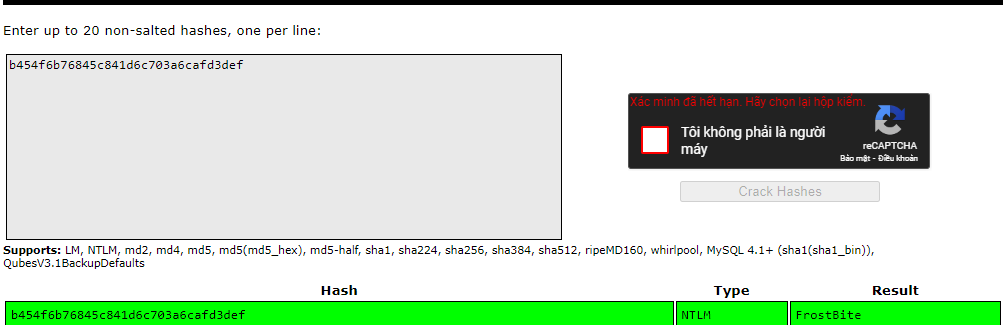 Enter up to 20 non-salted hashes, one per line:
b454f6b76845c841d6c703a6cafd3def
Xác minh đã hết hạn. Hãy chọn lại hộp kiểm.
Tôi không phải là người
máy
reCAPTCHA
Bảo mật - Điều khoản
Crack Hashes
Supports: LM, NTLM, md2, md4, md5, md5(md5_hex), md5-half, sha1, sha224, sha256, sha384, sha512, ripeMD160, whirlpool, MySQL 4.1+ (sha1(sha1_bin)),
QubesV3.1BackupDefaults
Hash Type Result
b454f6b76845c841d6c703a6cafd3def NTLM FrostBite